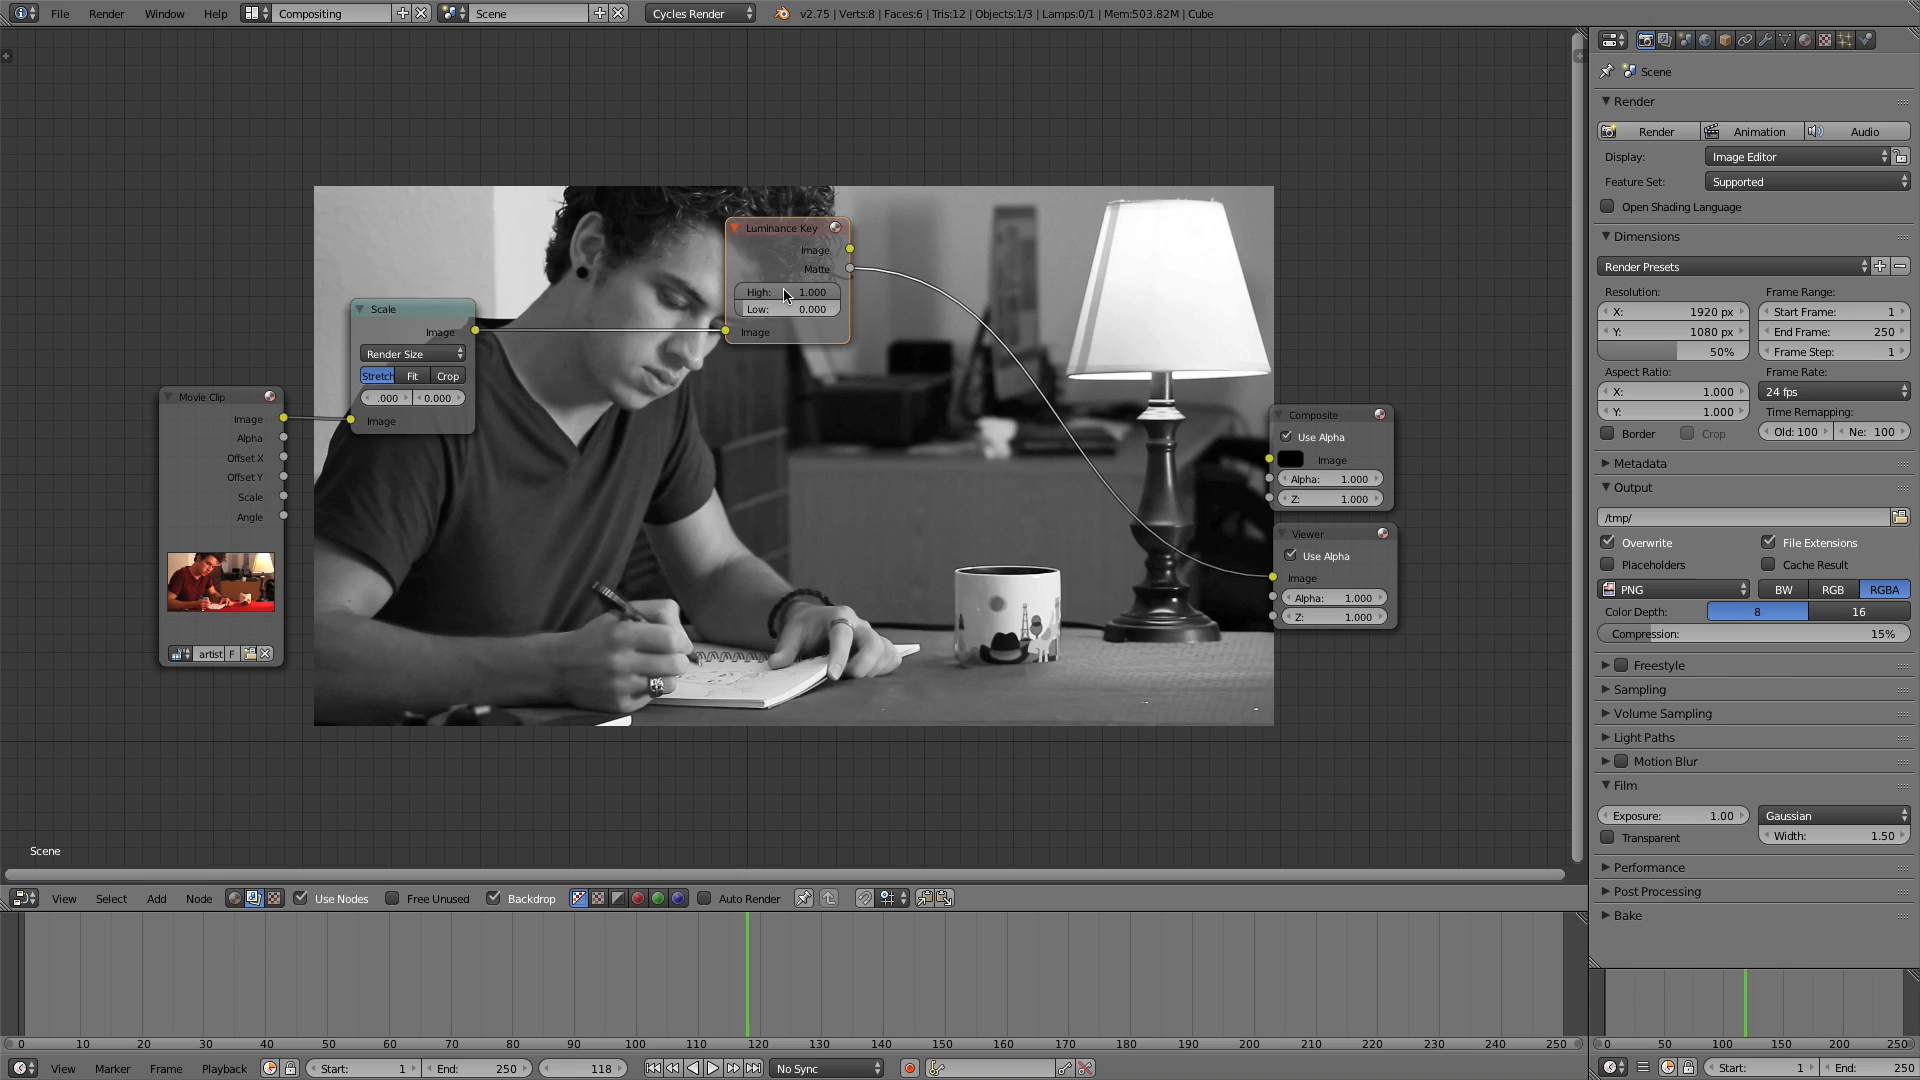 File Render Window Help Compositing Scene Cycles Render v2.75 | Verts:8 | Faces:6 | Tris:12 | Objects:1/3 | Lamps:0/1 | Mem:503.82M | Cube
Scene
Render
Render Animation Audio
Display: Image Editor
Feature Set: Supported
Open Shading Language
Dimensions
Render Presets
Resolution: Frame Range:
X: 1920 px Start Frame: 1
Y: 1080 px End Frame: 250
50% Frame Step: 1
Aspect Ratio: Frame Rate:
X: 1.000 24 fps
Y: 1.000 Time Remapping:
Border Crop Old: 100 Ne: 100
Metadata
Output
/tmp/
Overwrite File Extensions
Placeholders Cache Result
PNG BW RGB RGBA
Color Depth: 8 16
Compression: 15%
Freestyle
Sampling
Volume Sampling
Light Paths
Motion Blur
Film
Exposure: 1.00 Gaussian
Transparent Width: 1.50
Performance
Post Processing
Bake
Movie Clip
Image
Alpha
Offset X
Offset Y
Scale
Angle
artist F
Scale
Image
Render Size
Stretch Fit Crop
.000 0.000
Image
Luminance Key
Image
Matte
High: 1.000
Low: 0.000
Image
Composite
Use Alpha
Image
Alpha: 1.000
Z: 1.000
Viewer
Use Alpha
Image
Alpha: 1.000
Z: 1.000
Scene
View Select Add Node Use Nodes Free Unused Backdrop Auto Render
0 10 20 30 40 50 60 70 80 90 100 110 120 130 140 150 160 170 180 190 200 210 220 230 240 250
View Marker Frame Playback Start: 1 End: 250 118 No Sync
0 50 100 150 200 250
Start: 1 End: 250